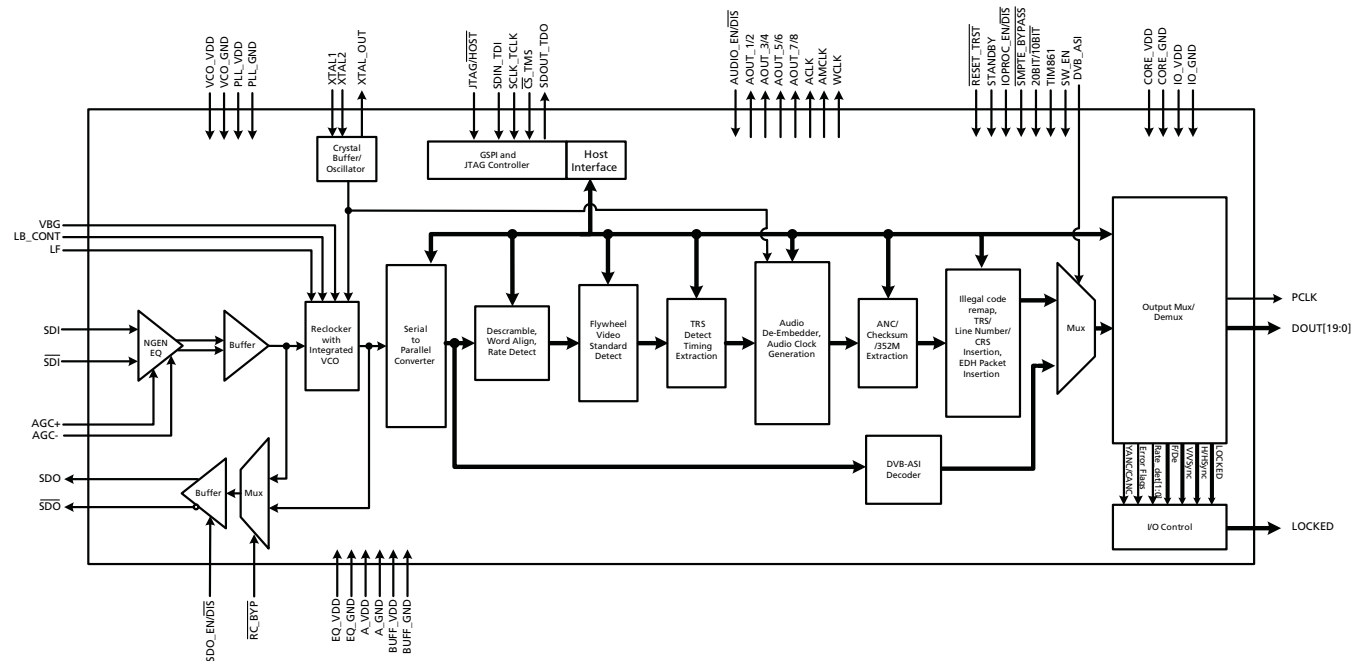 VCO_VDD
VCO_GND
PLL_VDD
PLL_GND
XTAL1
XTAL2
XTAL_OUT
JTAG/HOST
SDIN_TDI
SCLK_TCLK
CS_TMS
SDOUT_TDO
AUDIO_EN/DIS
AOUT_1/2
AOUT_3/4
AOUT_5/6
AOUT_7/8
ACLK
AMCLK
WCLK
RESET_TRST
STANDBY
IOPROC_EN/DIS
SMPTE_BYPASS
20BIT/10BIT
TIM861
SW_EN
DVB_ASI
CORE_VDD
CORE_GND
IO_VDD
IO_GND
Crystal
Buffer/
Oscillator
GSPI and
JTAG Controller
Host
Interface
VBG
LB_CONT
LF
SDI
SDI
AGC+
AGC-
NGEN
EQ
Buffer
Reclocker
with
Integrated
VCO
Serial
to
Parallel
Converter
Descramble,
Word Align,
Rate Detect
Flywheel
Video
Standard
Detect
TRS
Detect
Timing
Extraction
Audio
De-Embedder,
Audio Clock
Generation
ANC/
Checksum
/352M
Extraction
Illegal code
remap,
TRS/
Line Number/
CRS
Insertion,
EDH Packet
Insertion
Mux
Output Mux/
Demux
PCLK
DOUT[19:0]
DVB-ASI
Decoder
YANC/CANC
Error Flags
Rate_det[1:0]
F/De
V/VSync
H/HSync
LOCKED
I/O Control
LOCKED
SDO
SDO
Buffer
Mux
SDO_EN/DIS
RC_BYP
EQ_VDD
EQ_GND
A_VDD
A_GND
BUFF_VDD
BUFF_GND